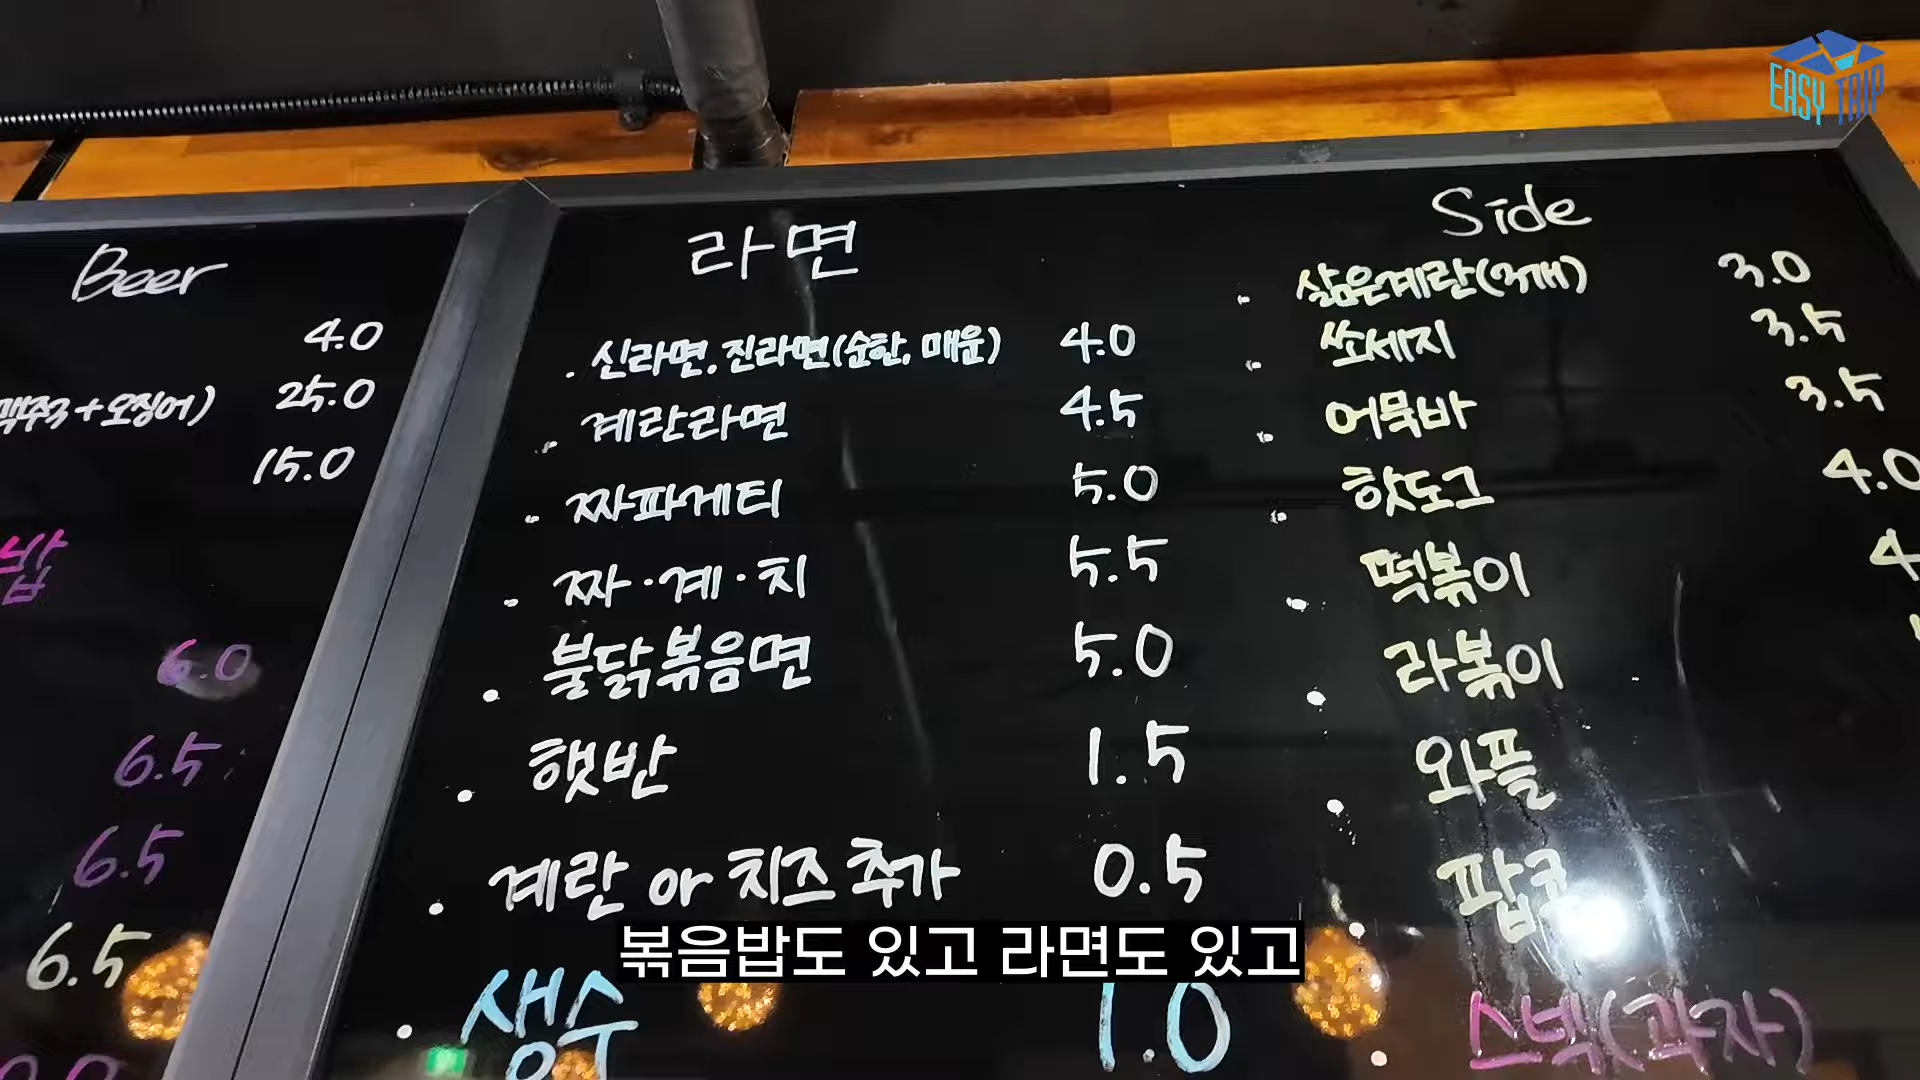 EASY TRIP
Beer
4.0
맥주3+오징어) 25.0
15.0
6.0
6.5
6.5
6.5
라면
신라면.진라면(순한, 매운) 4.0
계란라면 4.5
짜파게티 5.0
짜·계·치 5.5
불닭볶음면 5.0
햇반 1.5
계란 or 치즈 추가 0.5
생수 1.0
Side
삶은계란(3개) 3.0
쏘세지 3.5
어묵바 3.5
핫도그 4.0
떡볶이
라볶이
와플
스넥(과자)
볶음밥도 있고 라면도 있고